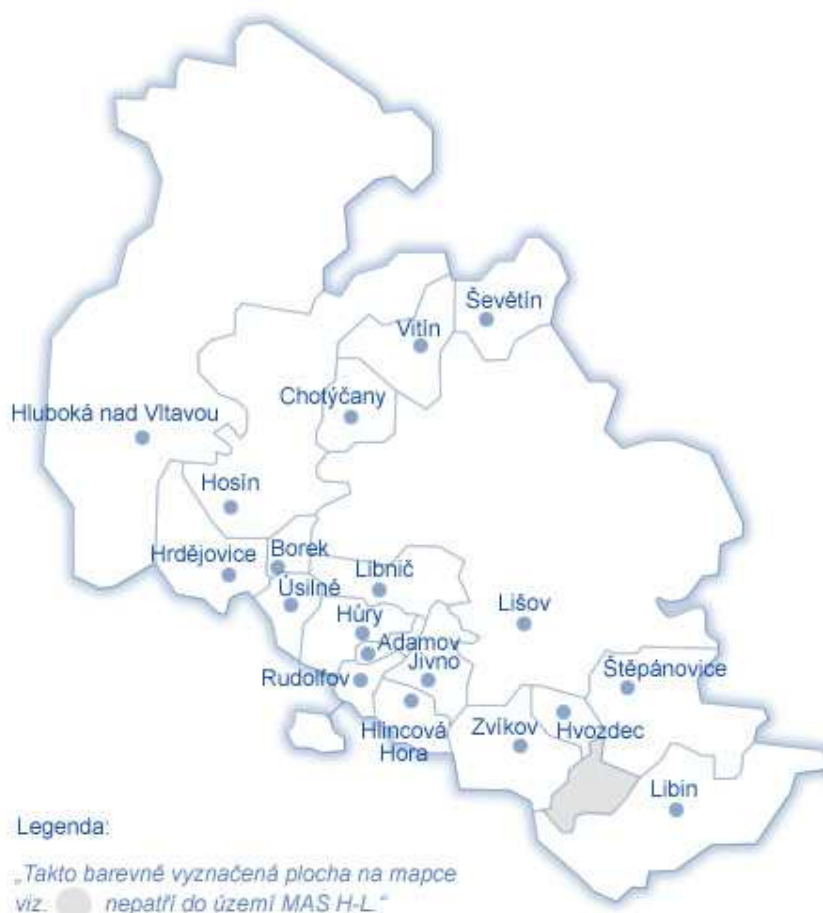 Ševětín
Vitín
Chotýčany
Hluboká nad Vltavou
Hosín
Borek
Hrdějovice
Libnič
Úsilné
Lišov
Hůry
Adamov
Jivno
Rudolfov
Štěpánovice
Hlincová
Hora
Zvíkov
Hvozdec
Libín
Legenda:
„Takto barevně vyznačená plocha na mapce
viz. nepatří do území MAS H-L.“